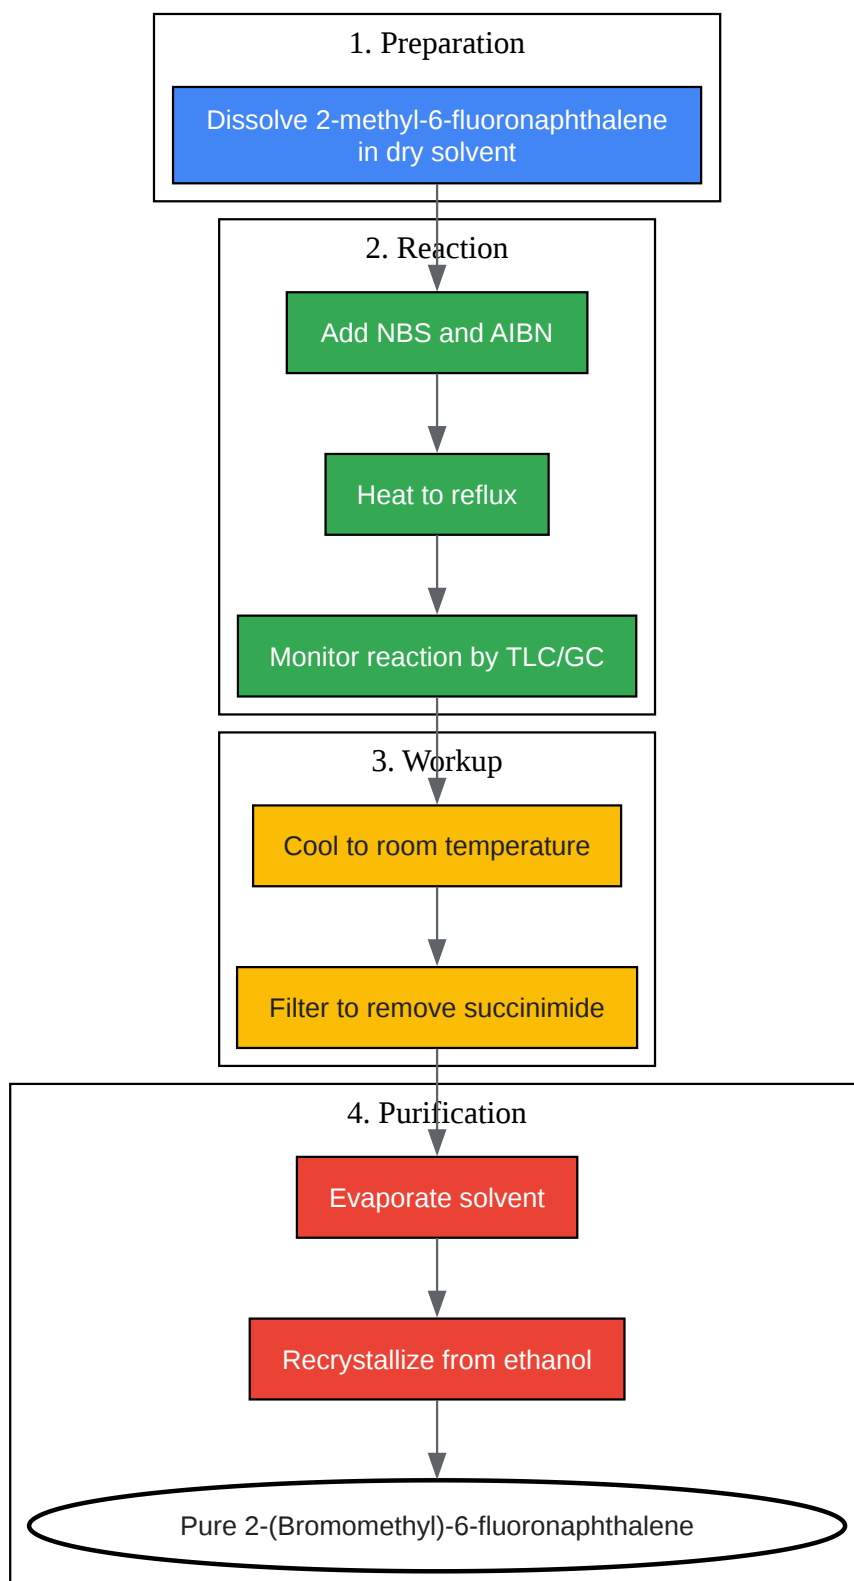 1. Preparation
Dissolve 2-methyl-6-fluoronaphthalene
in dry solvent
2. Reaction
Add NBS and AIBN
Heat to reflux
Monitor reaction by TLC/GC
3. Workup
Cool to room temperature
Filter to remove succinimide
4. Purification
Evaporate solvent
Recrystallize from ethanol
Pure 2-(Bromomethyl)-6-fluoronaphthalene